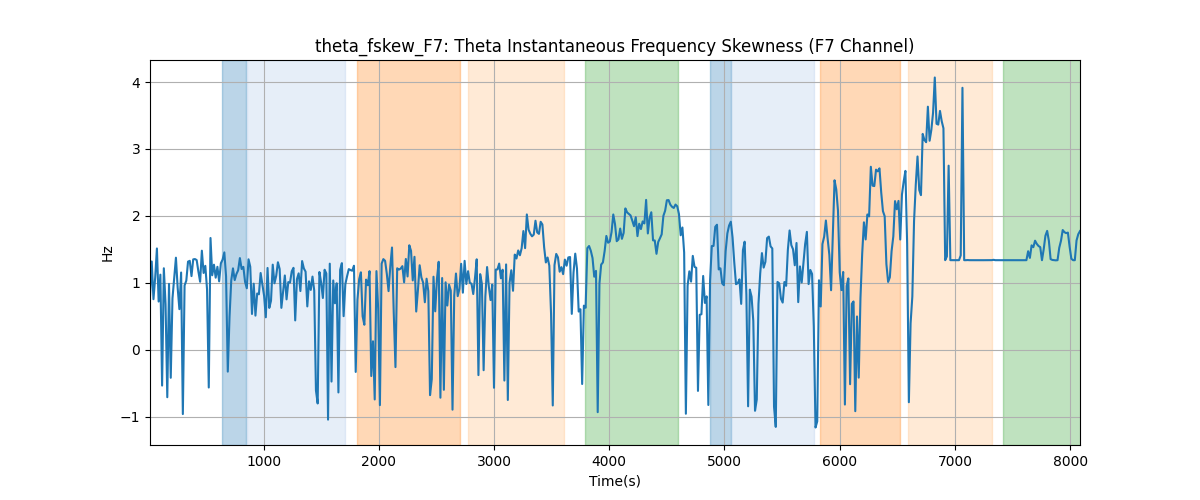 theta_fskew_F7: Theta Instantaneous Frequency Skewness (F7 Channel)
4
3
2
1
0
−1
Hz
1000 2000 3000 4000 5000 6000 7000 8000
Time(s)